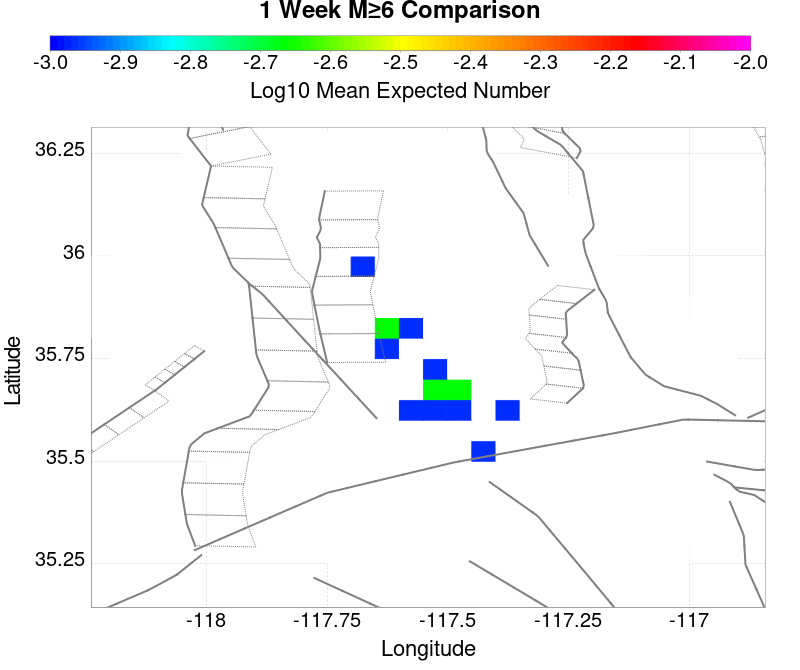 1 Week M≥6 Comparison
-3.0 -2.9 -2.8 -2.7 -2.6 -2.5 -2.4 -2.3 -2.2 -2.1 -2.0
Log10 Mean Expected Number
36.25
36
35.75
35.5
35.25
Latitude
-118 -117.75 -117.5 -117.25 -117
Longitude